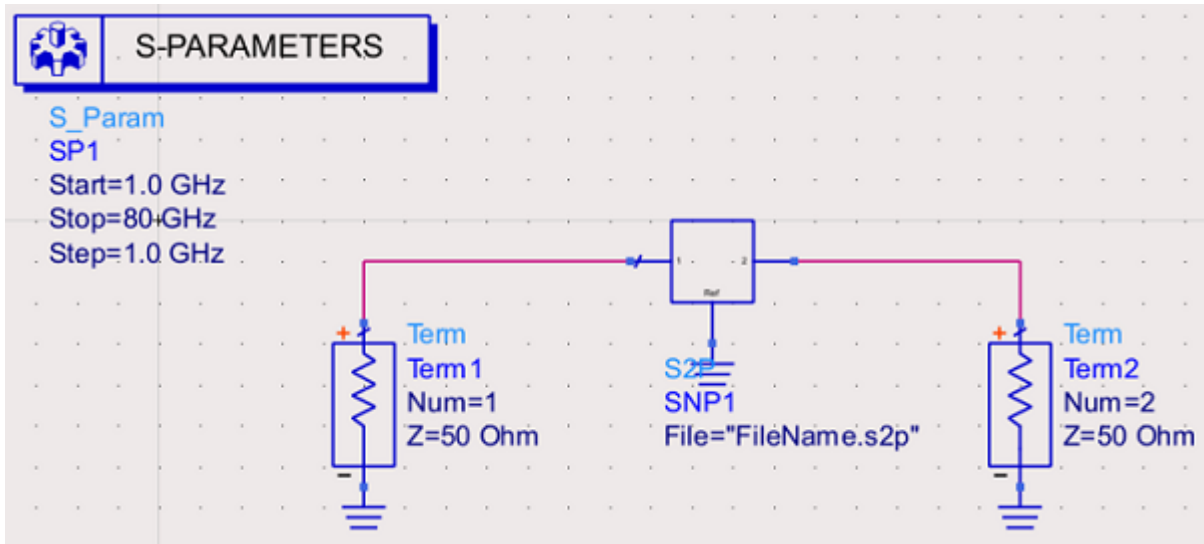 S-PARAMETERS
S_Param
SP1
Start=1.0 GHz
Stop=80 GHz
Step=1.0 GHz
1
2
Ref
+
Term
Term1
Num=1
Z=50 Ohm
-
S2P
SNP1
File="FileName.s2p"
+
Term
Term2
Num=2
Z=50 Ohm
-